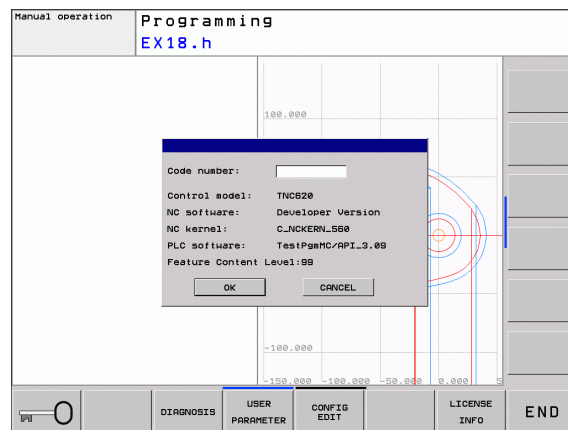 Manual operation
Programming
EX18.h
100.000
Code number:
Control model: TNC620
NC software: Developer Version
NC kernel: C_NCKERN_560
PLC software: TestPgmMC/API_3.09
Feature Content Level:99
OK CANCEL
-100.000
-150.000 -100.000 -50.000 0.000 5
DIAGNOSIS
USER
PARAMETER
CONFIG
EDIT
LICENSE
INFO
END